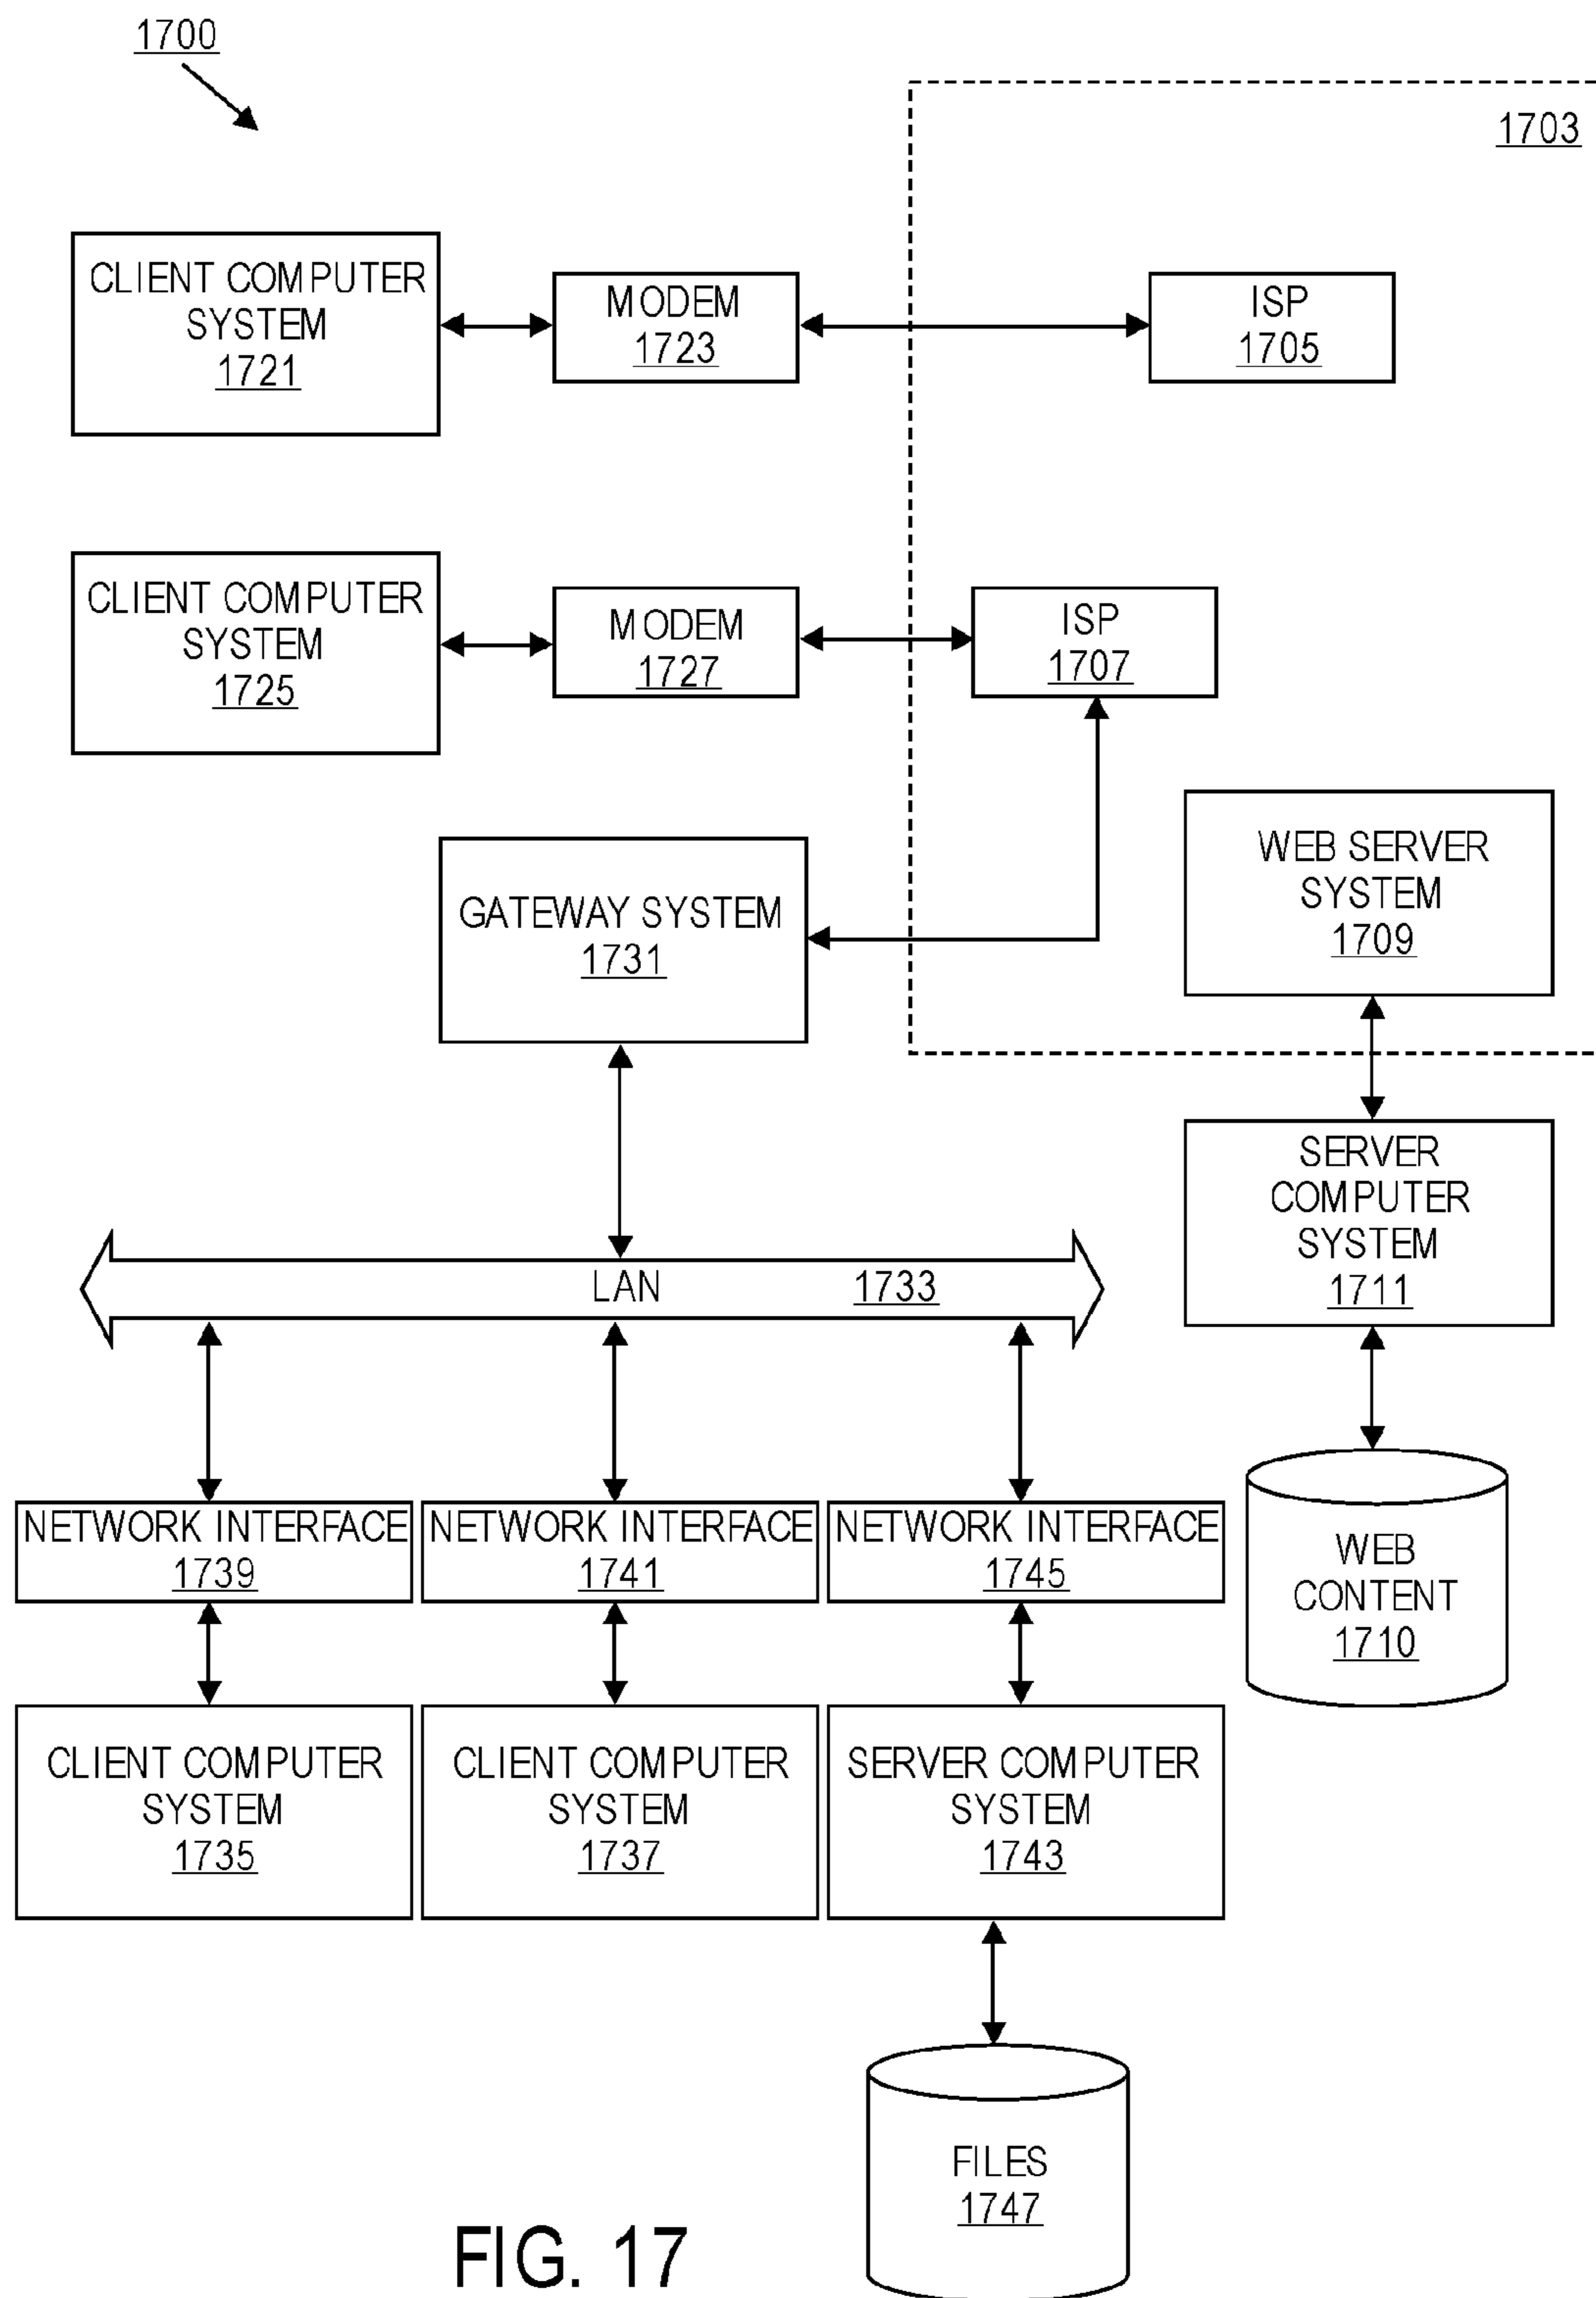 1700
1703
CLIENT COMPUTER
SYSTEM
1721
MODEM
1723
ISP
1705
CLIENT COMPUTER
SYSTEM
1725
MODEM
1727
ISP
1707
GATEWAY SYSTEM
1731
WEB SERVER
SYSTEM
1709
SERVER
COMPUTER
SYSTEM
1711
LAN 1733
NETWORK INTERFACE
1739
NETWORK INTERFACE
1741
NETWORK INTERFACE
1745
WEB
CONTENT
1710
CLIENT COMPUTER
SYSTEM
1735
CLIENT COMPUTER
SYSTEM
1737
SERVER COMPUTER
SYSTEM
1743
FILES
1747
FIG. 17